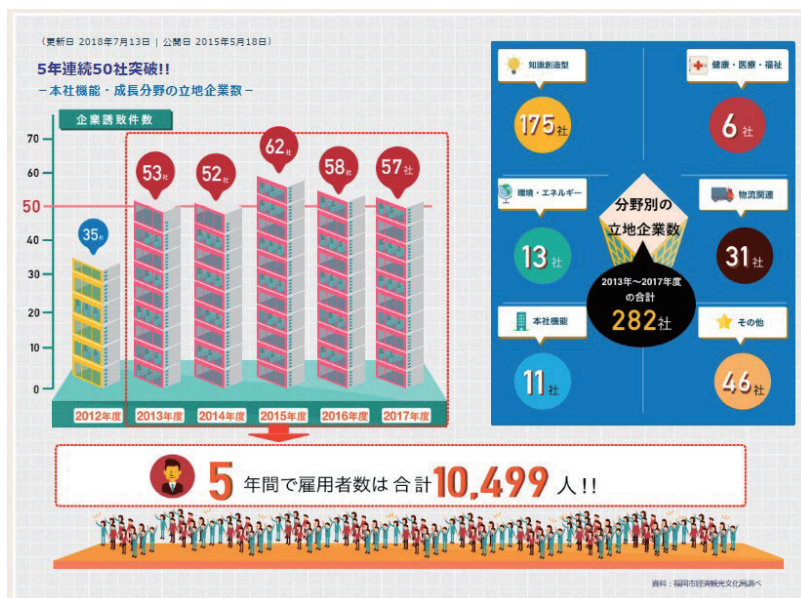 （更新日 2018年7月13日 | 公開日 2015年5月18日）
5年連続50社突破!!
－本社機能・成長分野の立地企業数－
企業誘致件数
70
60
50
40
30
20
10
0
35社
53社
52社
62社
58社
57社
2012年度
2013年度
2014年度
2015年度
2016年度
2017年度
知識創造型
175社
健康・医療・福祉
6社
環境・エネルギー
13社
物流関連
31社
本社機能
11社
その他
46社
分野別の
立地企業数
2013年～2017年度
の合計
282社
5年間で雇用者数は合計10,499人!!
資料：福岡市経済観光文化局調べ